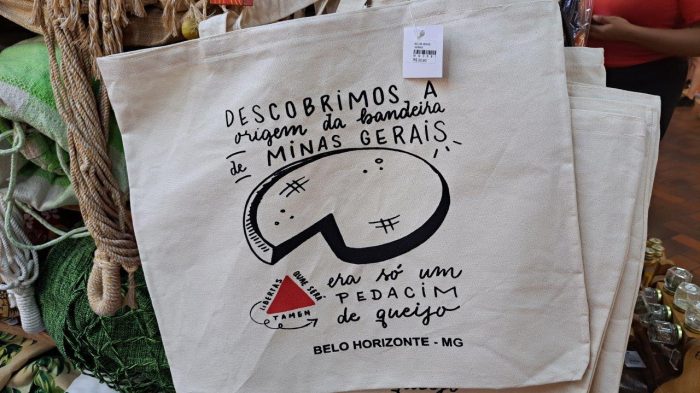 DESCOBRIMOS A
origem da bandeira
de MINAS GERAIS
era só um
PEDACIM
de queijo
LIBERTAS QUAE SERA
TAMEN
BELO HORIZONTE - MG